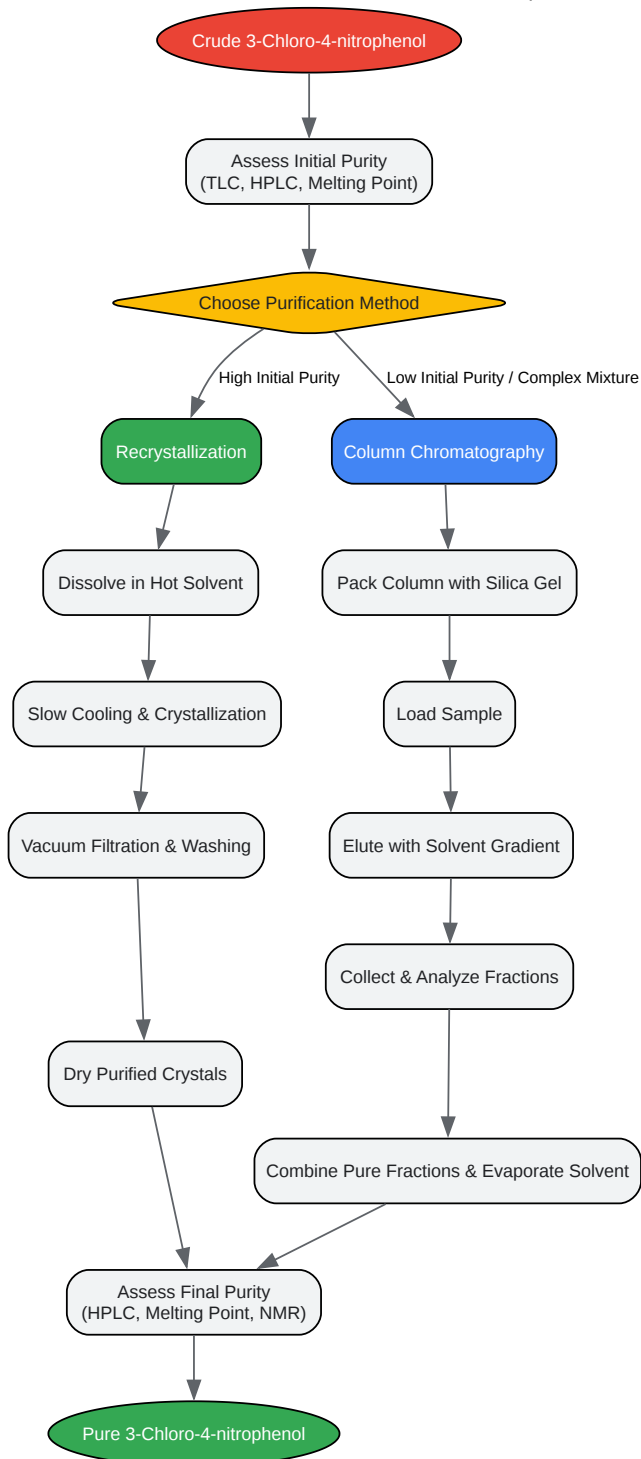 Crude 3-Chloro-4-nitrophenol
Assess Initial Purity
(TLC, HPLC, Melting Point)
Choose Purification Method
High Initial Purity
Low Initial Purity / Complex Mixture
Recrystallization
Column Chromatography
Dissolve in Hot Solvent
Pack Column with Silica Gel
Slow Cooling & Crystallization
Load Sample
Vacuum Filtration & Washing
Elute with Solvent Gradient
Collect & Analyze Fractions
Dry Purified Crystals
Combine Pure Fractions & Evaporate Solvent
Assess Final Purity
(HPLC, Melting Point, NMR)
Pure 3-Chloro-4-nitrophenol